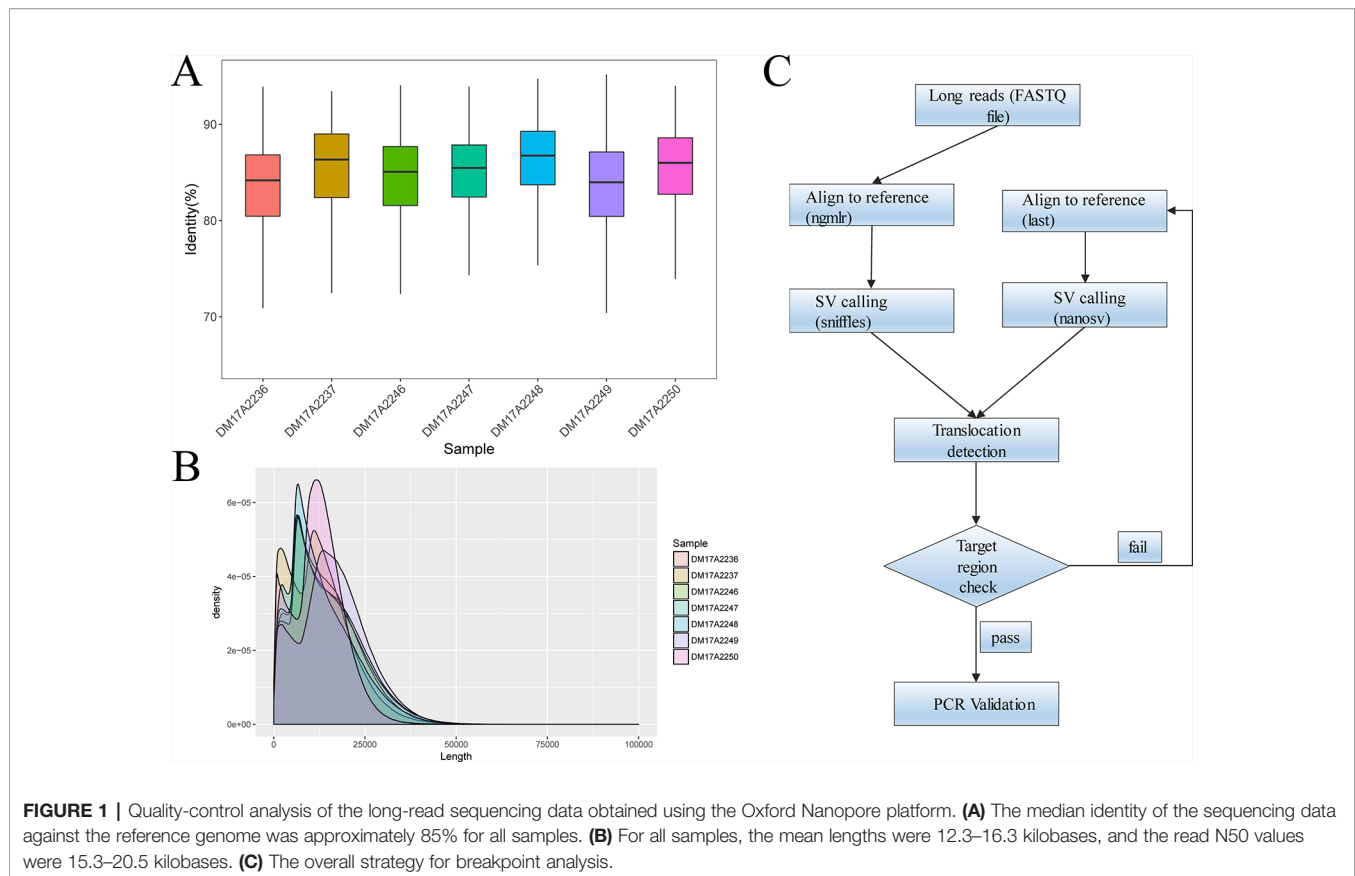 A
90
80
70
Identity(%)
DM17A2236
DM17A2237
DM17A2246
DM17A2247
DM17A2248
DM17A2249
DM17A2250
Sample
B
6e−05
4e−05
2e−05
0e+00
density
0
25000
50000
75000
100000
Length
Sample
DM17A2236
DM17A2237
DM17A2246
DM17A2247
DM17A2248
DM17A2249
DM17A2250
C
Long reads (FASTQ
file)
Align to reference
(ngmlr)
Align to reference
(last)
SV calling
(sniffles)
SV calling
(nanosv)
Translocation
detection
Target
region
check
fail
pass
PCR Validation
FIGURE 1 | Quality-control analysis of the long-read sequencing data obtained using the Oxford Nanopore platform. (A) The median identity of the sequencing data
against the reference genome was approximately 85% for all samples. (B) For all samples, the mean lengths were 12.3–16.3 kilobases, and the read N50 values
were 15.3–20.5 kilobases. (C) The overall strategy for breakpoint analysis.